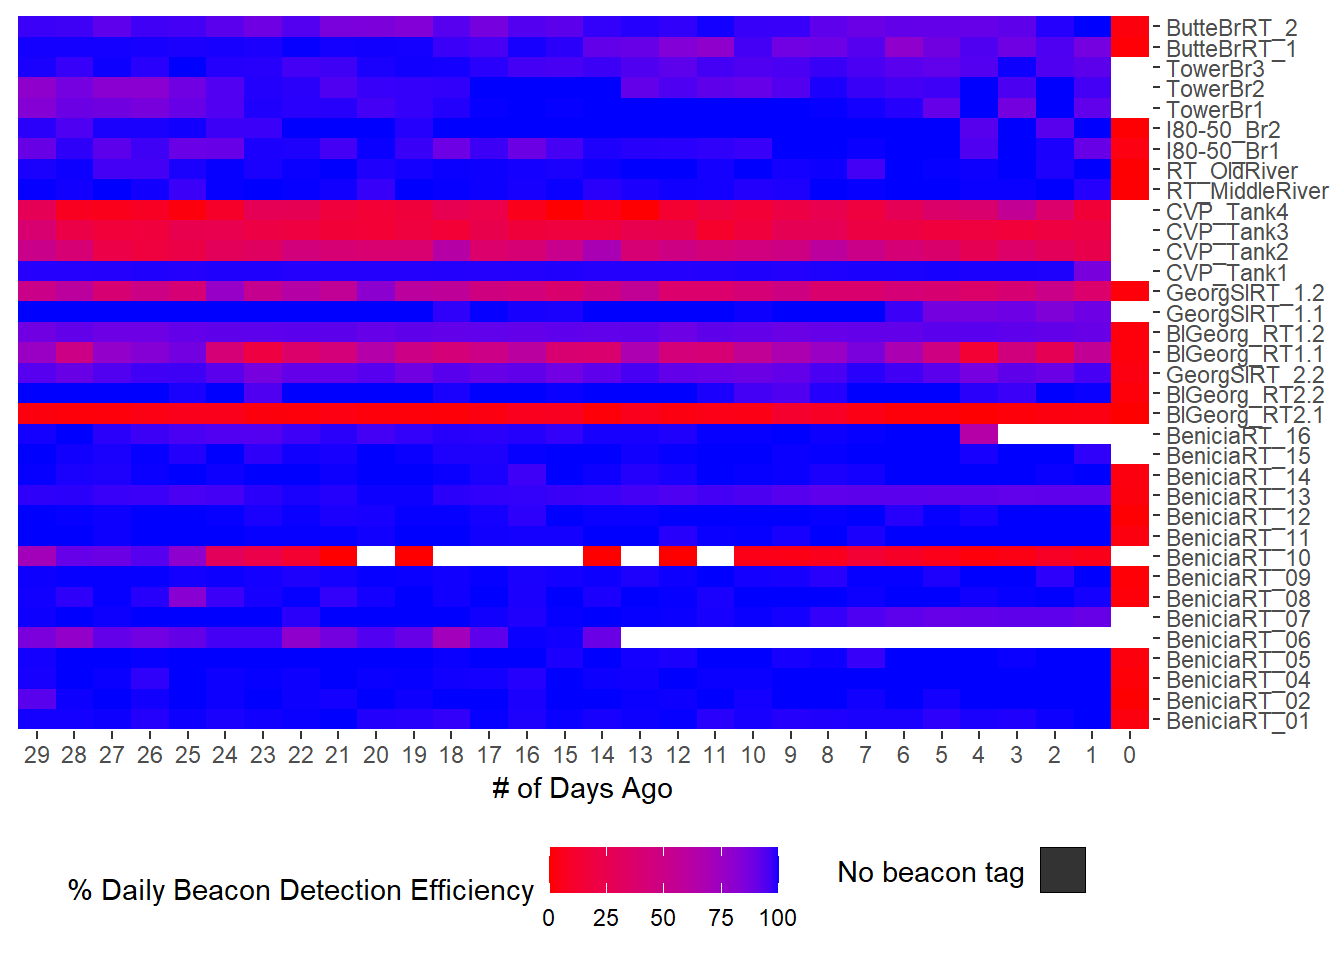 ButteBrRT_2
ButteBrRT_1
TowerBr3
TowerBr2
TowerBr1
I80-50_Br2
I80-50_Br1
RT_OldRiver
RT_MiddleRiver
CVP_Tank4
CVP_Tank3
CVP_Tank2
CVP_Tank1
GeorgSlRT_1.2
GeorgSlRT_1.1
BlGeorg_RT1.2
BlGeorg_RT1.1
GeorgSlRT_2.2
BlGeorg_RT2.2
BlGeorg_RT2.1
BeniciaRT_16
BeniciaRT_15
BeniciaRT_14
BeniciaRT_13
BeniciaRT_12
BeniciaRT_11
BeniciaRT_10
BeniciaRT_09
BeniciaRT_08
BeniciaRT_07
BeniciaRT_06
BeniciaRT_05
BeniciaRT_04
BeniciaRT_02
BeniciaRT_01
29 28 27 26 25 24 23 22 21 20 19 18 17 16 15 14 13 12 11 10 9 8 7 6 5 4 3 2 1 0
# of Days Ago
% Daily Beacon Detection Efficiency
0 25 50 75 100
No beacon tag